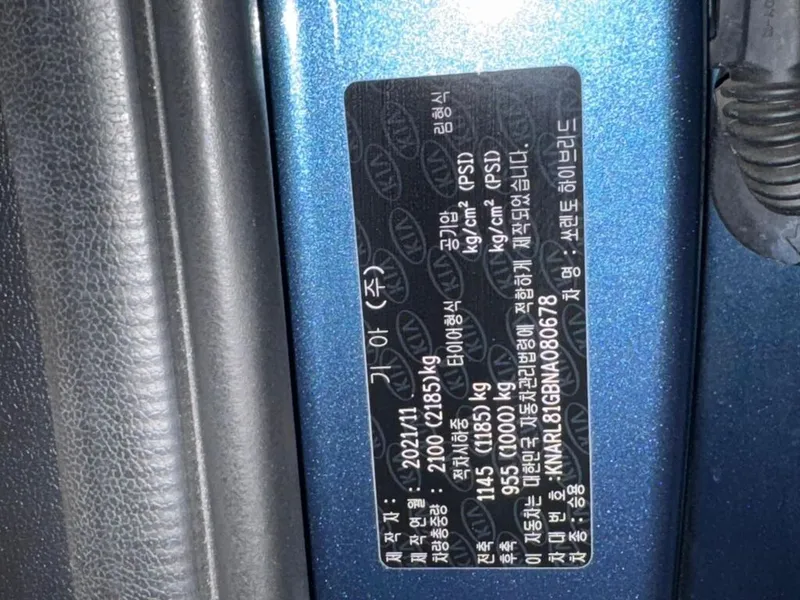 제 작 자 : 기 아 (주)
제작연월 : 2021/11
차량총중량 : 2100 (2185)kg
적차시하중 타이어형식 공기압 림형식
전축 1145 (1185)kg kg/cm² (PSI)
후축 955 (1000)kg kg/cm² (PSI)
이 자동차는 대한민국 자동차관리법령에 적합하게 제작되었습니다.
차 대 번 호 :KNARL81GBNA080678
차 종 : 승용 차 명 : 쏘렌토 하이브리드